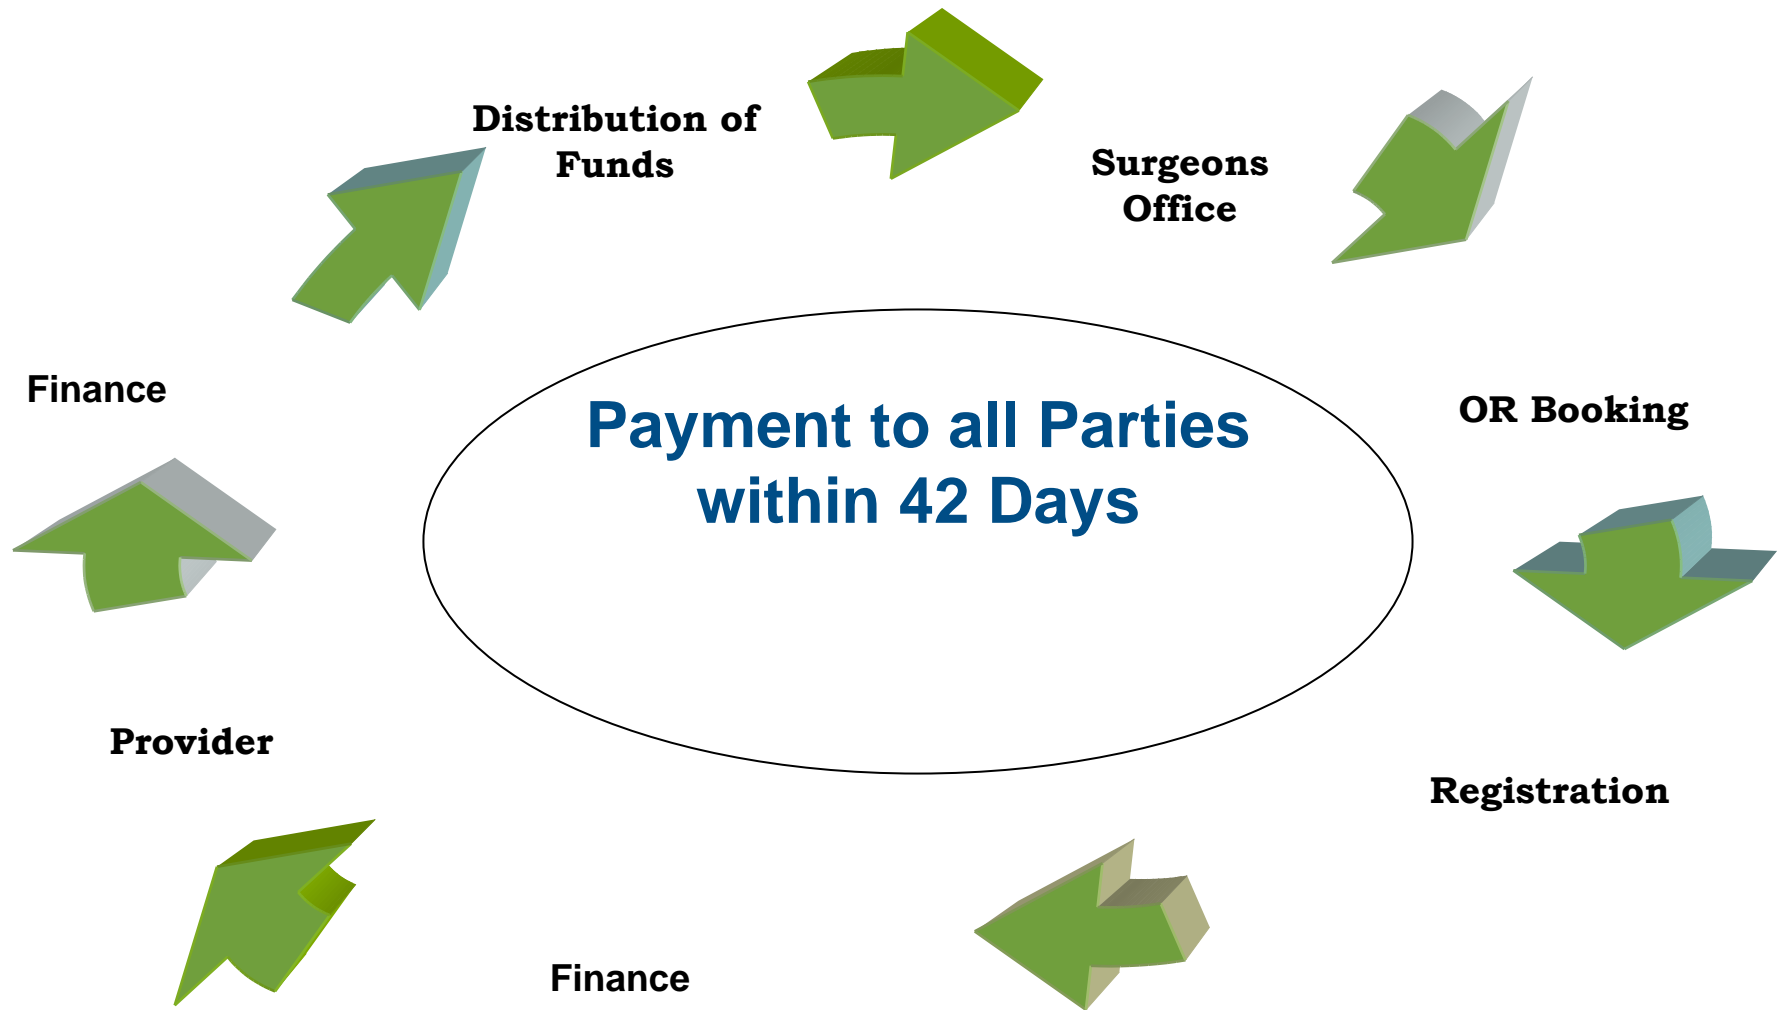 Distribution of
Funds
Surgeons
Office
Finance
Payment to all Parties
within 42 Days
OR Booking
Provider
Registration
Finance